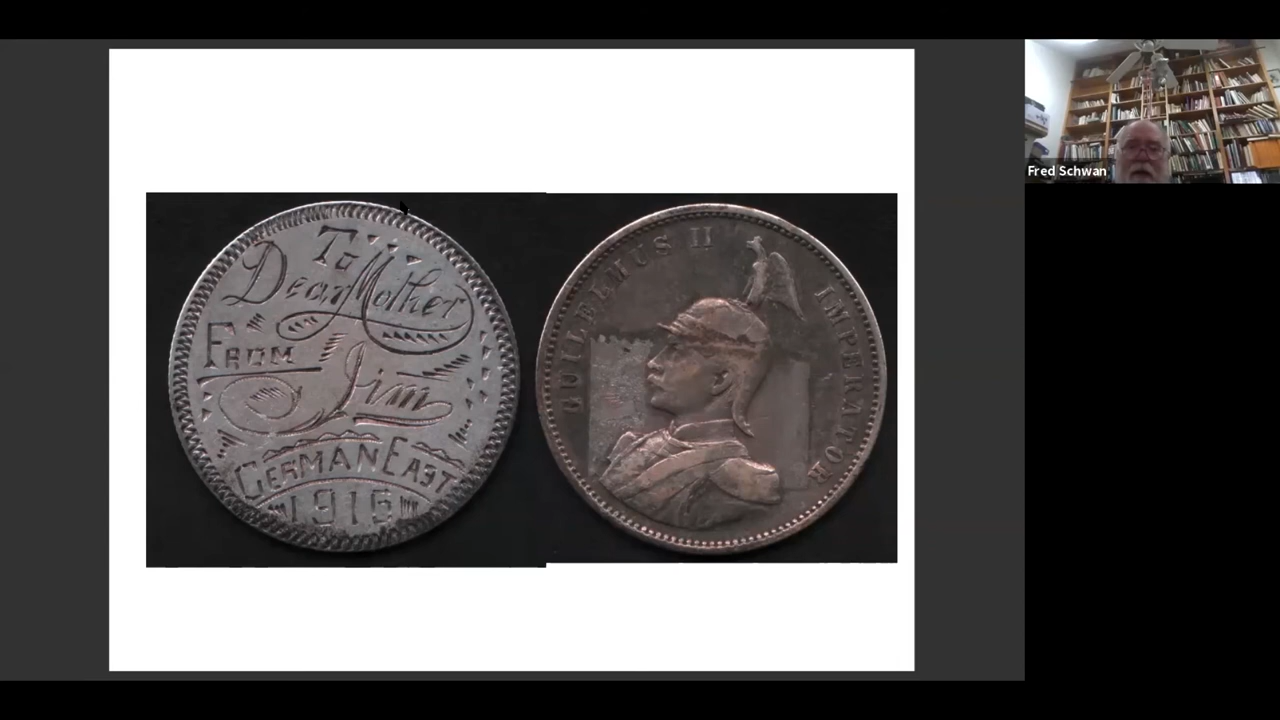 To
Dear Mother
From
Jim
German East
1916
GUILELMUS II IMPERATOR
Fred Schwan